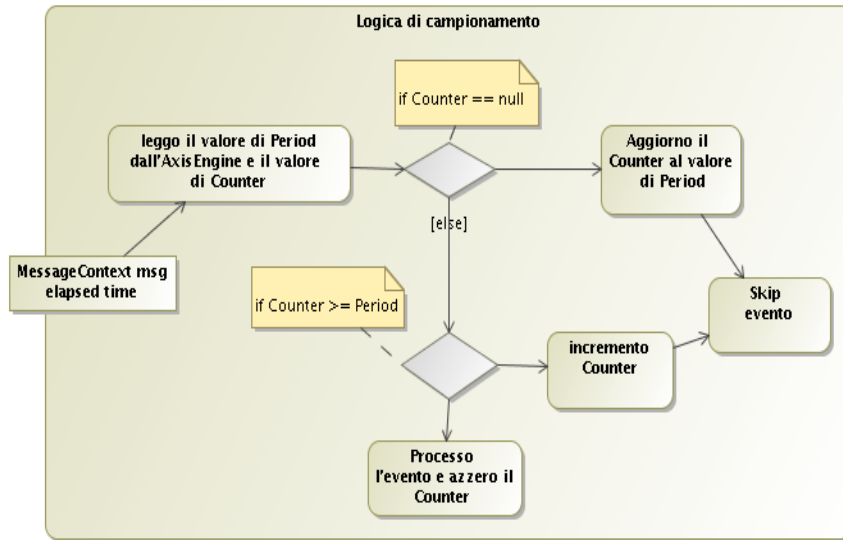 Logica di campionamento
if Counter == null
leggo il valore di Period
dall'AxisEngine e il valore
di Counter
Aggiorno il
Counter al valore
di Period
[else]
MessageContext msg
elapsed time
if Counter >= Period
Skip
evento
incremento
Counter
Processo
l'evento e azzero il
Counter